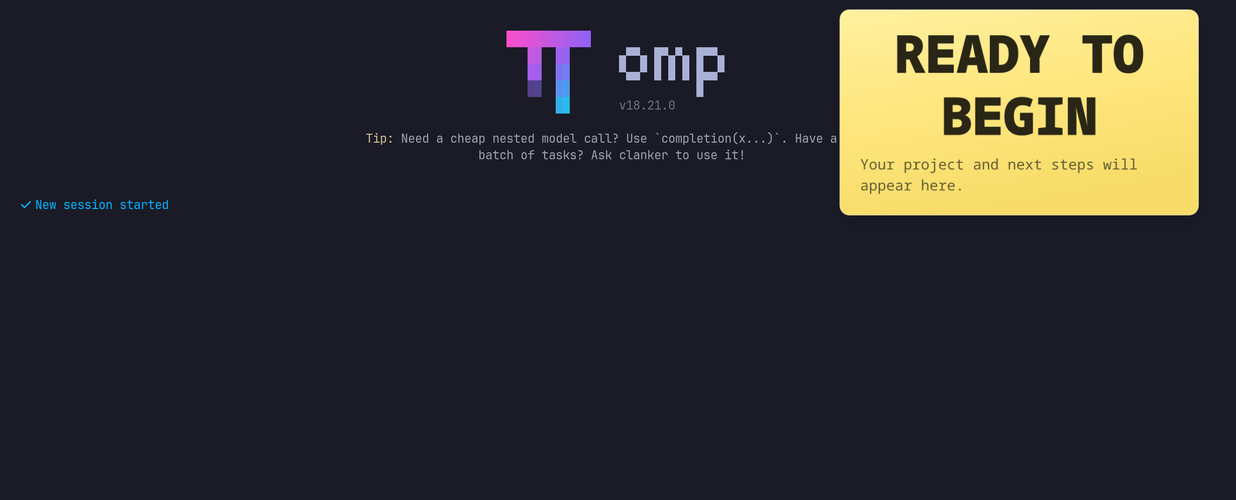 omp
v18.21.0
Tip: Need a cheap nested model call? Use `completion(x...)`. Have a
batch of tasks? Ask clanker to use it!
✓ New session started
READY TO
BEGIN
Your project and next steps will
appear here.